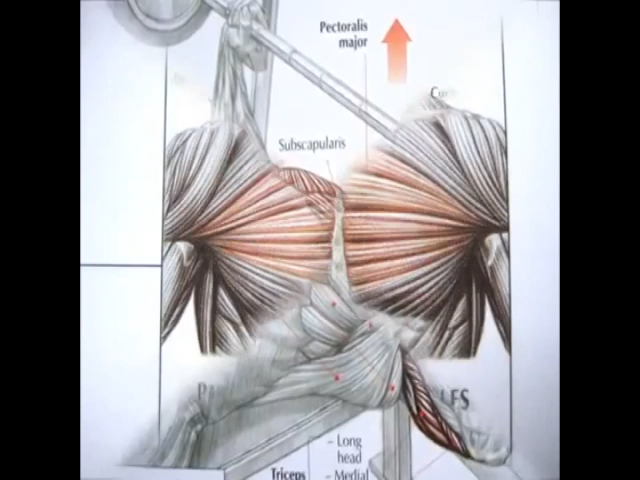 Pectoralis
major
Subscapularis
– Long
head
Triceps
– Medial